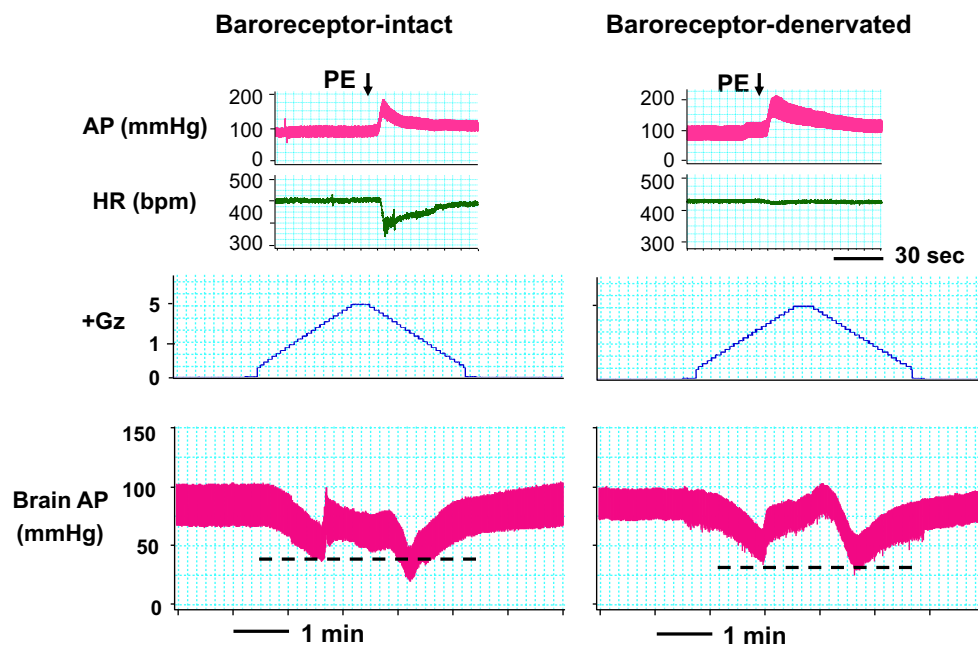 Baroreceptor-intact
Baroreceptor-denervated
PE
PE
AP (mmHg)
200
100
0
200
100
0
HR (bpm)
500
400
300
500
400
300
30 sec
+Gz
5
1
0
Brain AP
(mmHg)
150
100
50
0
1 min
1 min